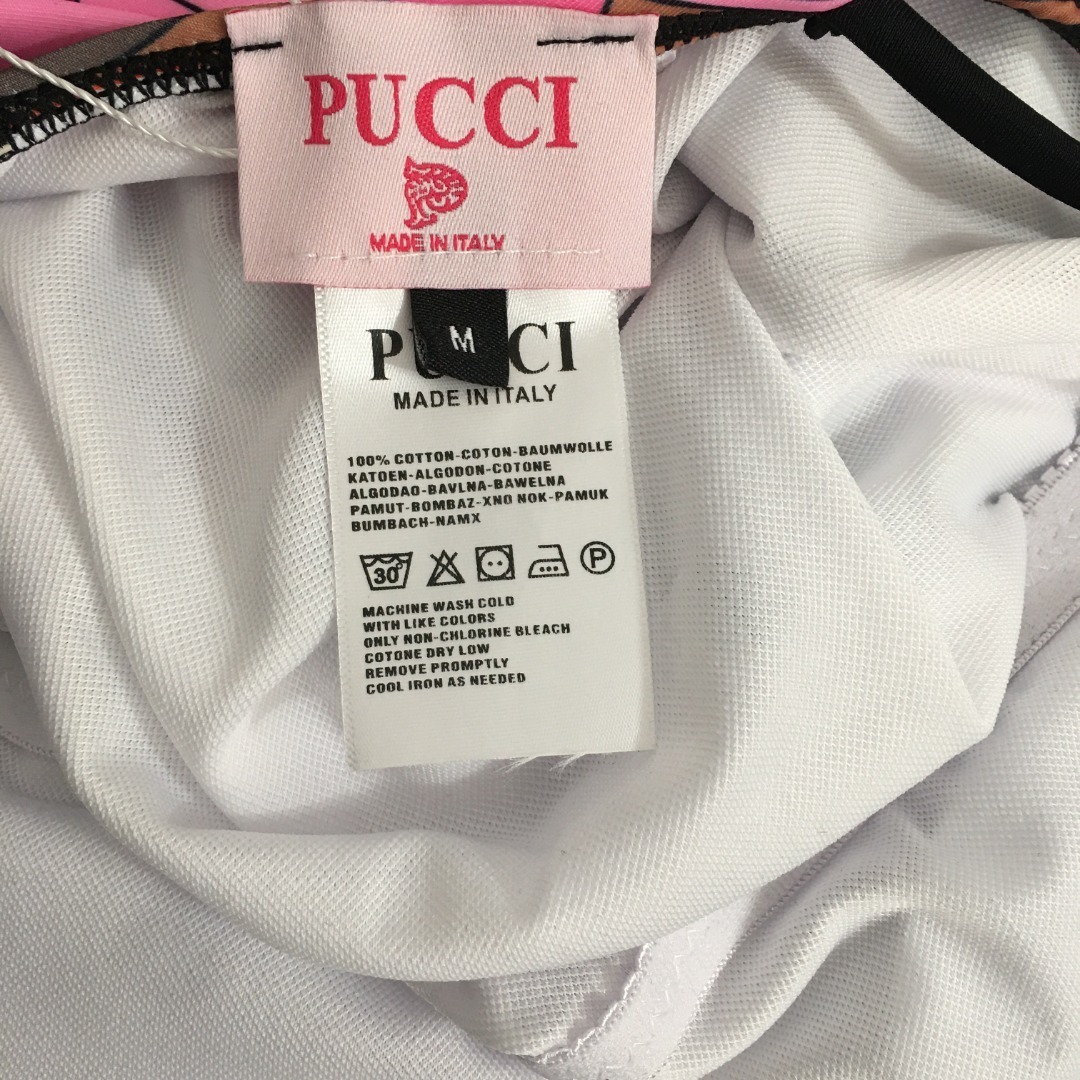 PUCCI
MADE IN ITALY
M
PUCCI
MADE IN ITALY
100% COTTON-COTON-BAUMWOLLE
KATOEN-ALGODON-COTONE
ALGODAO-BAVLNA-BAWELNA
PAMUT-BOMBAZ-XNO NOK-PAMUK
BUMBACH-NAMX
30°
P
MACHINE WASH COLD
WITH LIKE COLORS
ONLY NON-CHLORINE BLEACH
COTONE DRY LOW
REMOVE PROMPTLY
COOL IRON AS NEEDED